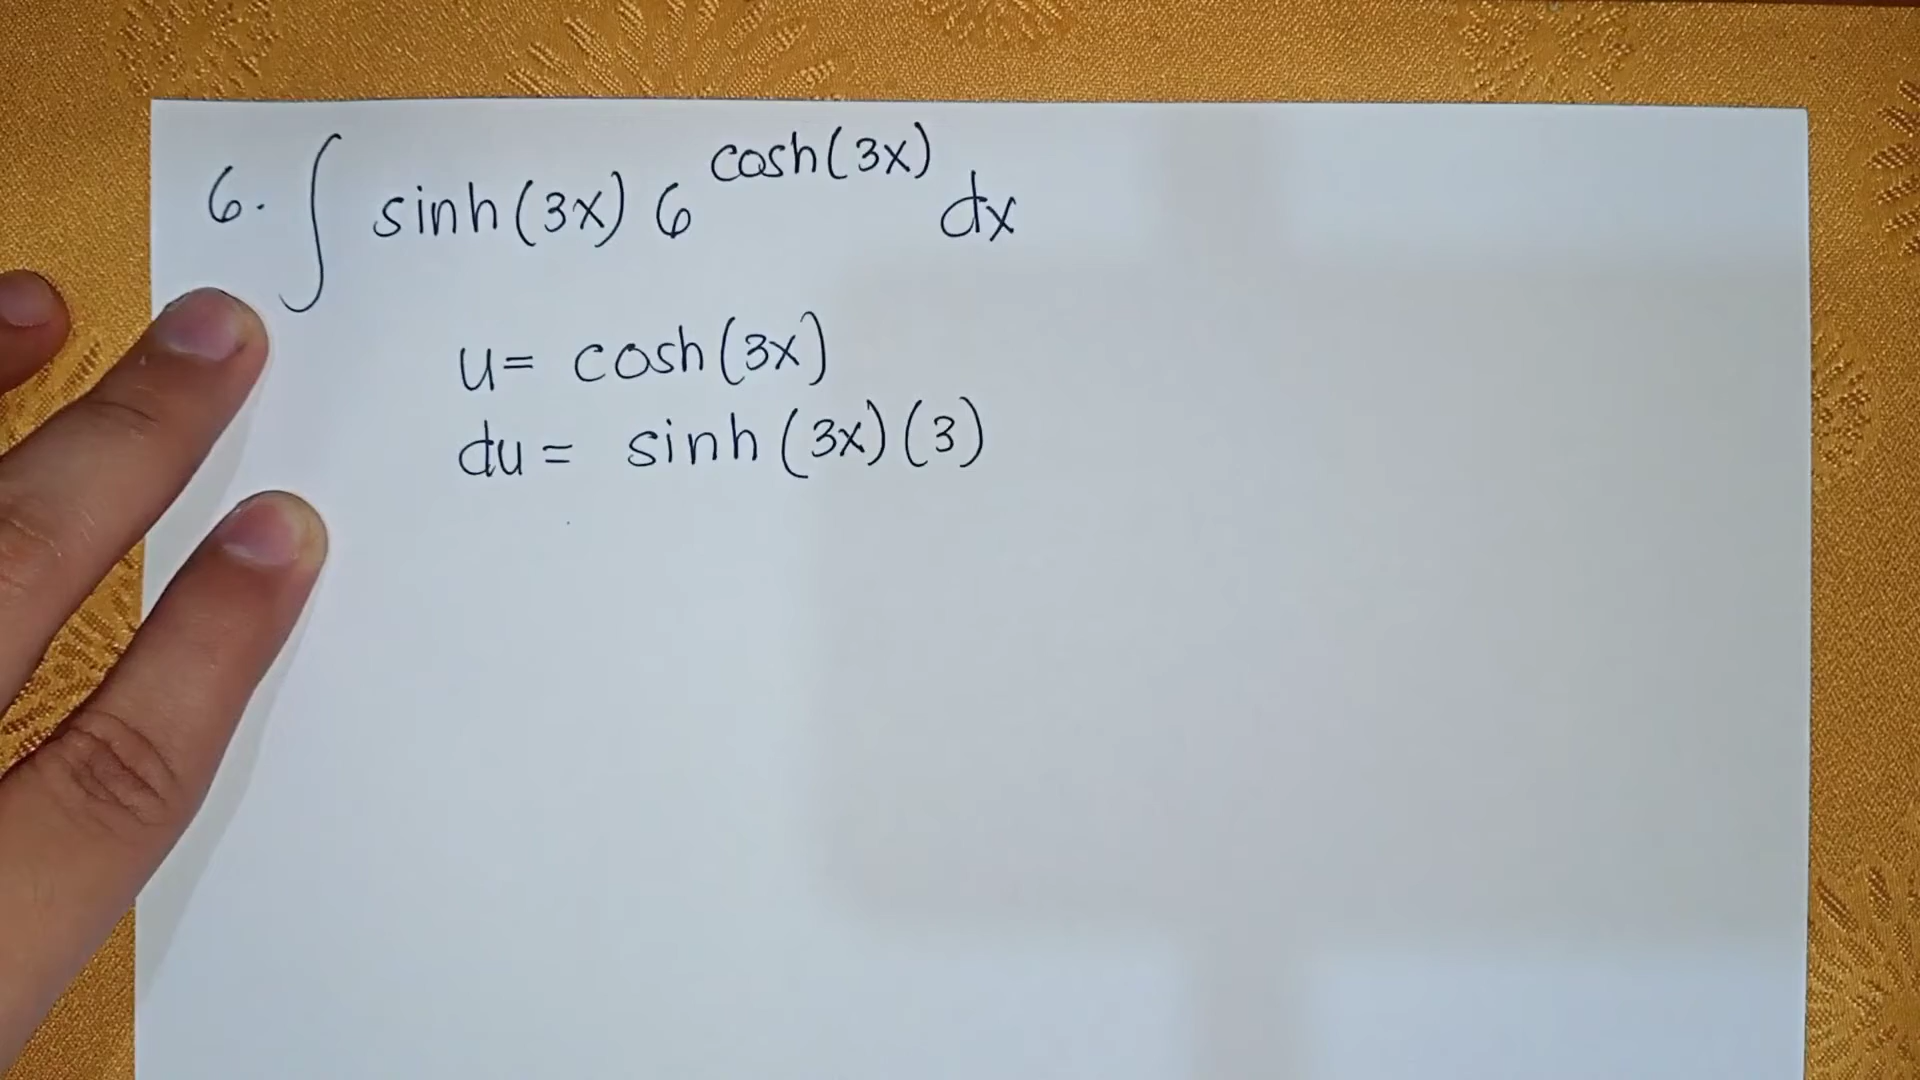 6. ∫ sinh(3x) 6^cosh(3x) dx
u= cosh(3x)
du= sinh(3x)(3)